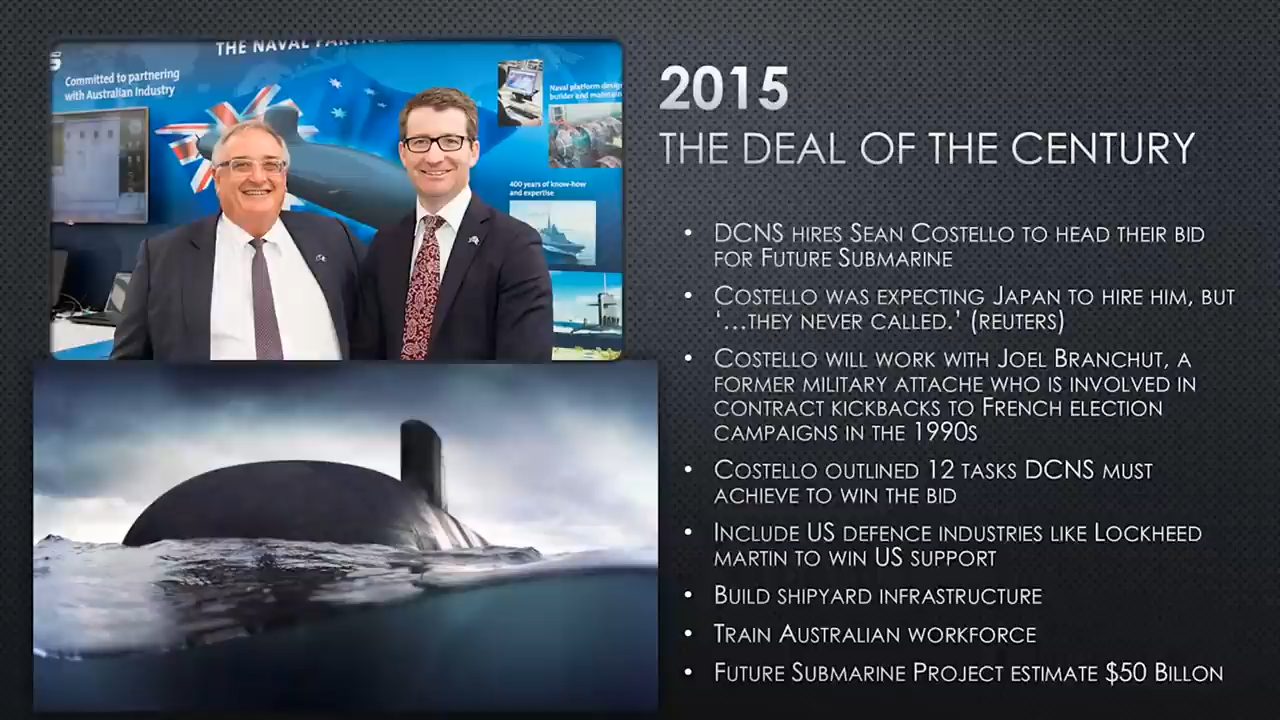 THE NAVAL PARTN
Committed to partnering
with Australian Industry
Naval platform design
builder and maintain
400 years of know-how
and expertise
2015
THE DEAL OF THE CENTURY
• DCNS HIRES SEAN COSTELLO TO HEAD THEIR BID
FOR FUTURE SUBMARINE
• COSTELLO WAS EXPECTING JAPAN TO HIRE HIM, BUT
‘…THEY NEVER CALLED.’ (REUTERS)
• COSTELLO WILL WORK WITH JOEL BRANCHUT, A
FORMER MILITARY ATTACHE WHO IS INVOLVED IN
CONTRACT KICKBACKS TO FRENCH ELECTION
CAMPAIGNS IN THE 1990S
• COSTELLO OUTLINED 12 TASKS DCNS MUST
ACHIEVE TO WIN THE BID
• INCLUDE US DEFENCE INDUSTRIES LIKE LOCKHEED
MARTIN TO WIN US SUPPORT
• BUILD SHIPYARD INFRASTRUCTURE
• TRAIN AUSTRALIAN WORKFORCE
• FUTURE SUBMARINE PROJECT ESTIMATE $50 BILLON